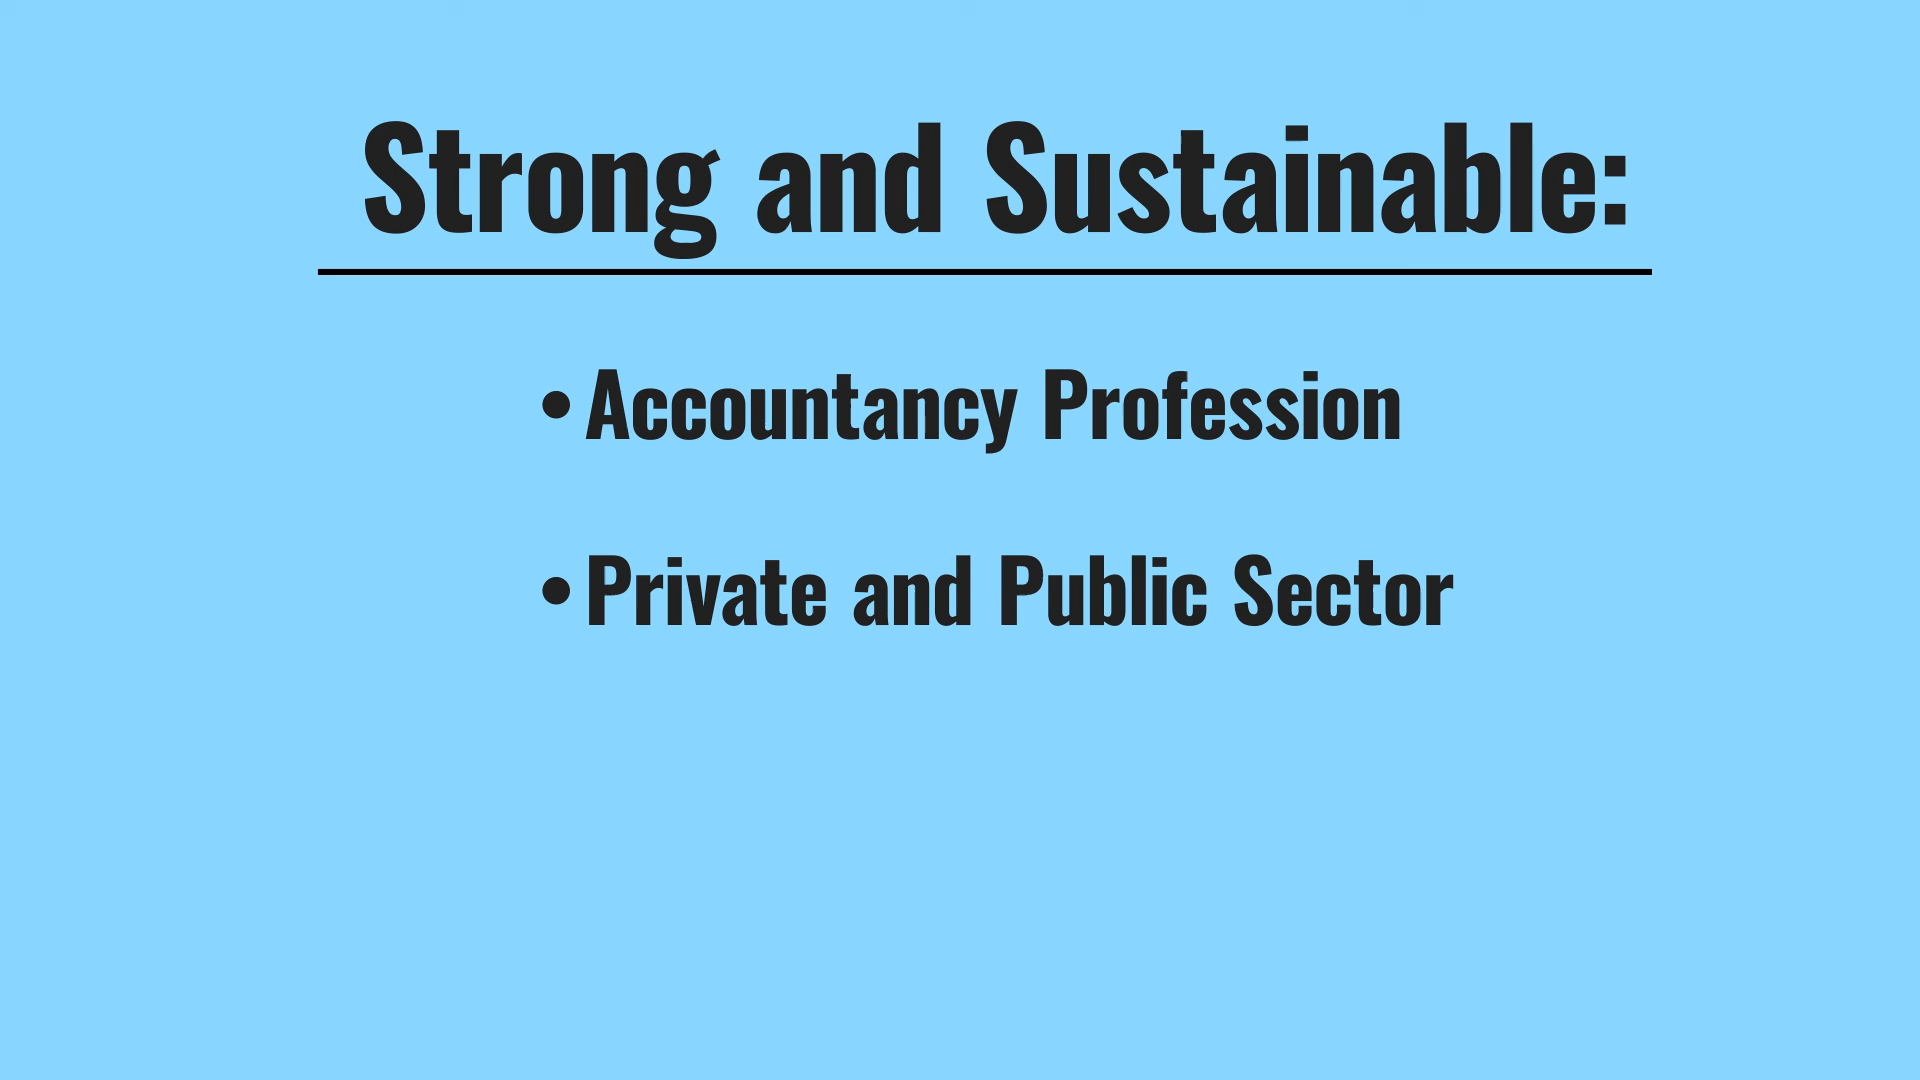 Strong and Sustainable:
• Accountancy Profession
• Private and Public Sector